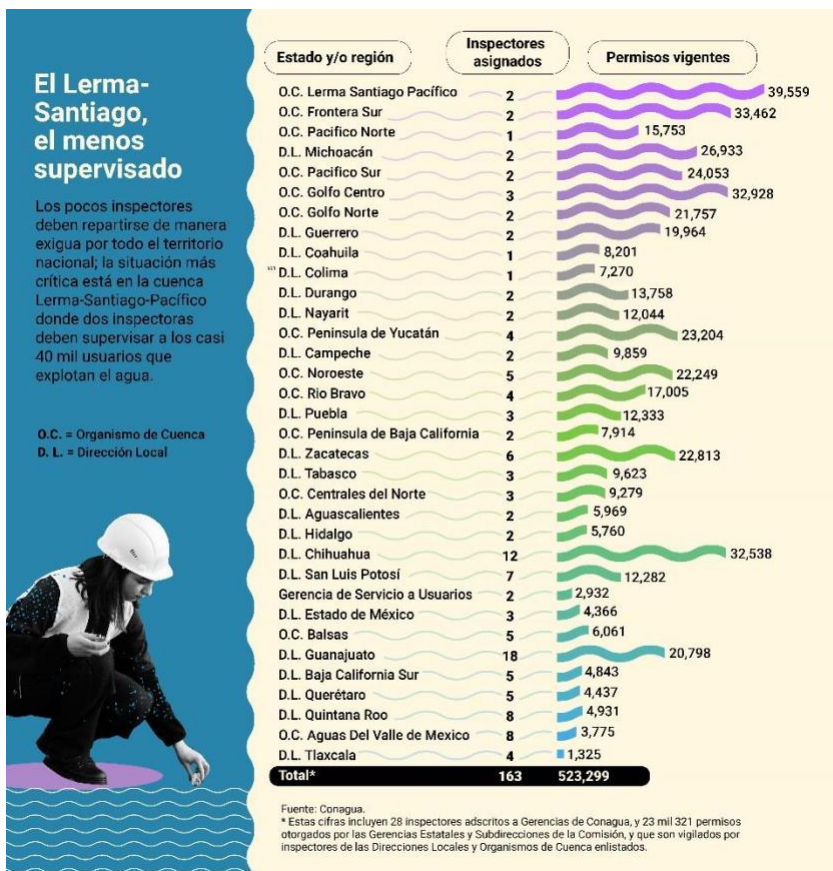 El Lerma-
Santiago,
el menos
supervisado
Los pocos inspectores
deben repartirse de manera
exigua por todo el territorio
nacional; la situación más
crítica está en la cuenca
Lerma-Santiago-Pacífico
donde dos inspectoras
deben supervisar a los casi
40 mil usuarios que
explotan el agua.
O.C. = Organismo de Cuenca
D. L. = Dirección Local
Estado y/o región Inspectores asignados Permisos vigentes
O.C. Lerma Santiago Pacífico 2 39,559
O.C. Frontera Sur 2 33,462
O.C. Pacifico Norte 1 15,753
D.L. Michoacán 2 26,933
O.C. Pacifico Sur 2 24,053
O.C. Golfo Centro 3 32,928
O.C. Golfo Norte 2 21,757
D.L. Guerrero 2 19,964
D.L. Coahuila 1 8,201
D.L. Colima 1 7,270
D.L. Durango 2 13,758
D.L. Nayarit 2 12,044
O.C. Peninsula de Yucatán 4 23,204
D.L. Campeche 2 9,859
O.C. Noroeste 5 22,249
O.C. Rio Bravo 4 17,005
D.L. Puebla 3 12,333
O.C. Peninsula de Baja California 2 7,914
D.L. Zacatecas 6 22,813
D.L. Tabasco 3 9,623
O.C. Centrales del Norte 3 9,279
D.L. Aguascalientes 2 5,969
D.L. Hidalgo 2 5,760
D.L. Chihuahua 12 32,538
D.L. San Luis Potosí 7 12,282
Gerencia de Servicio a Usuarios 2 2,932
D.L. Estado de México 3 4,366
O.C. Balsas 5 6,061
D.L. Guanajuato 18 20,798
D.L. Baja California Sur 5 4,843
D.L. Querétaro 5 4,437
D.L. Quintana Roo 8 4,931
O.C. Aguas Del Valle de Mexico 8 3,775
D.L. Tlaxcala 4 1,325
Total* 163 523,299
Fuente: Conagua.
* Estas cifras incluyen 28 inspectores adscritos a Gerencias de Conagua, y 23 mil 321 permisos
otorgados por las Gerencias Estatales y Subdirecciones de la Comisión, y que son vigilados por
inspectores de las Direcciones Locales y Organismos de Cuenca enlistados.